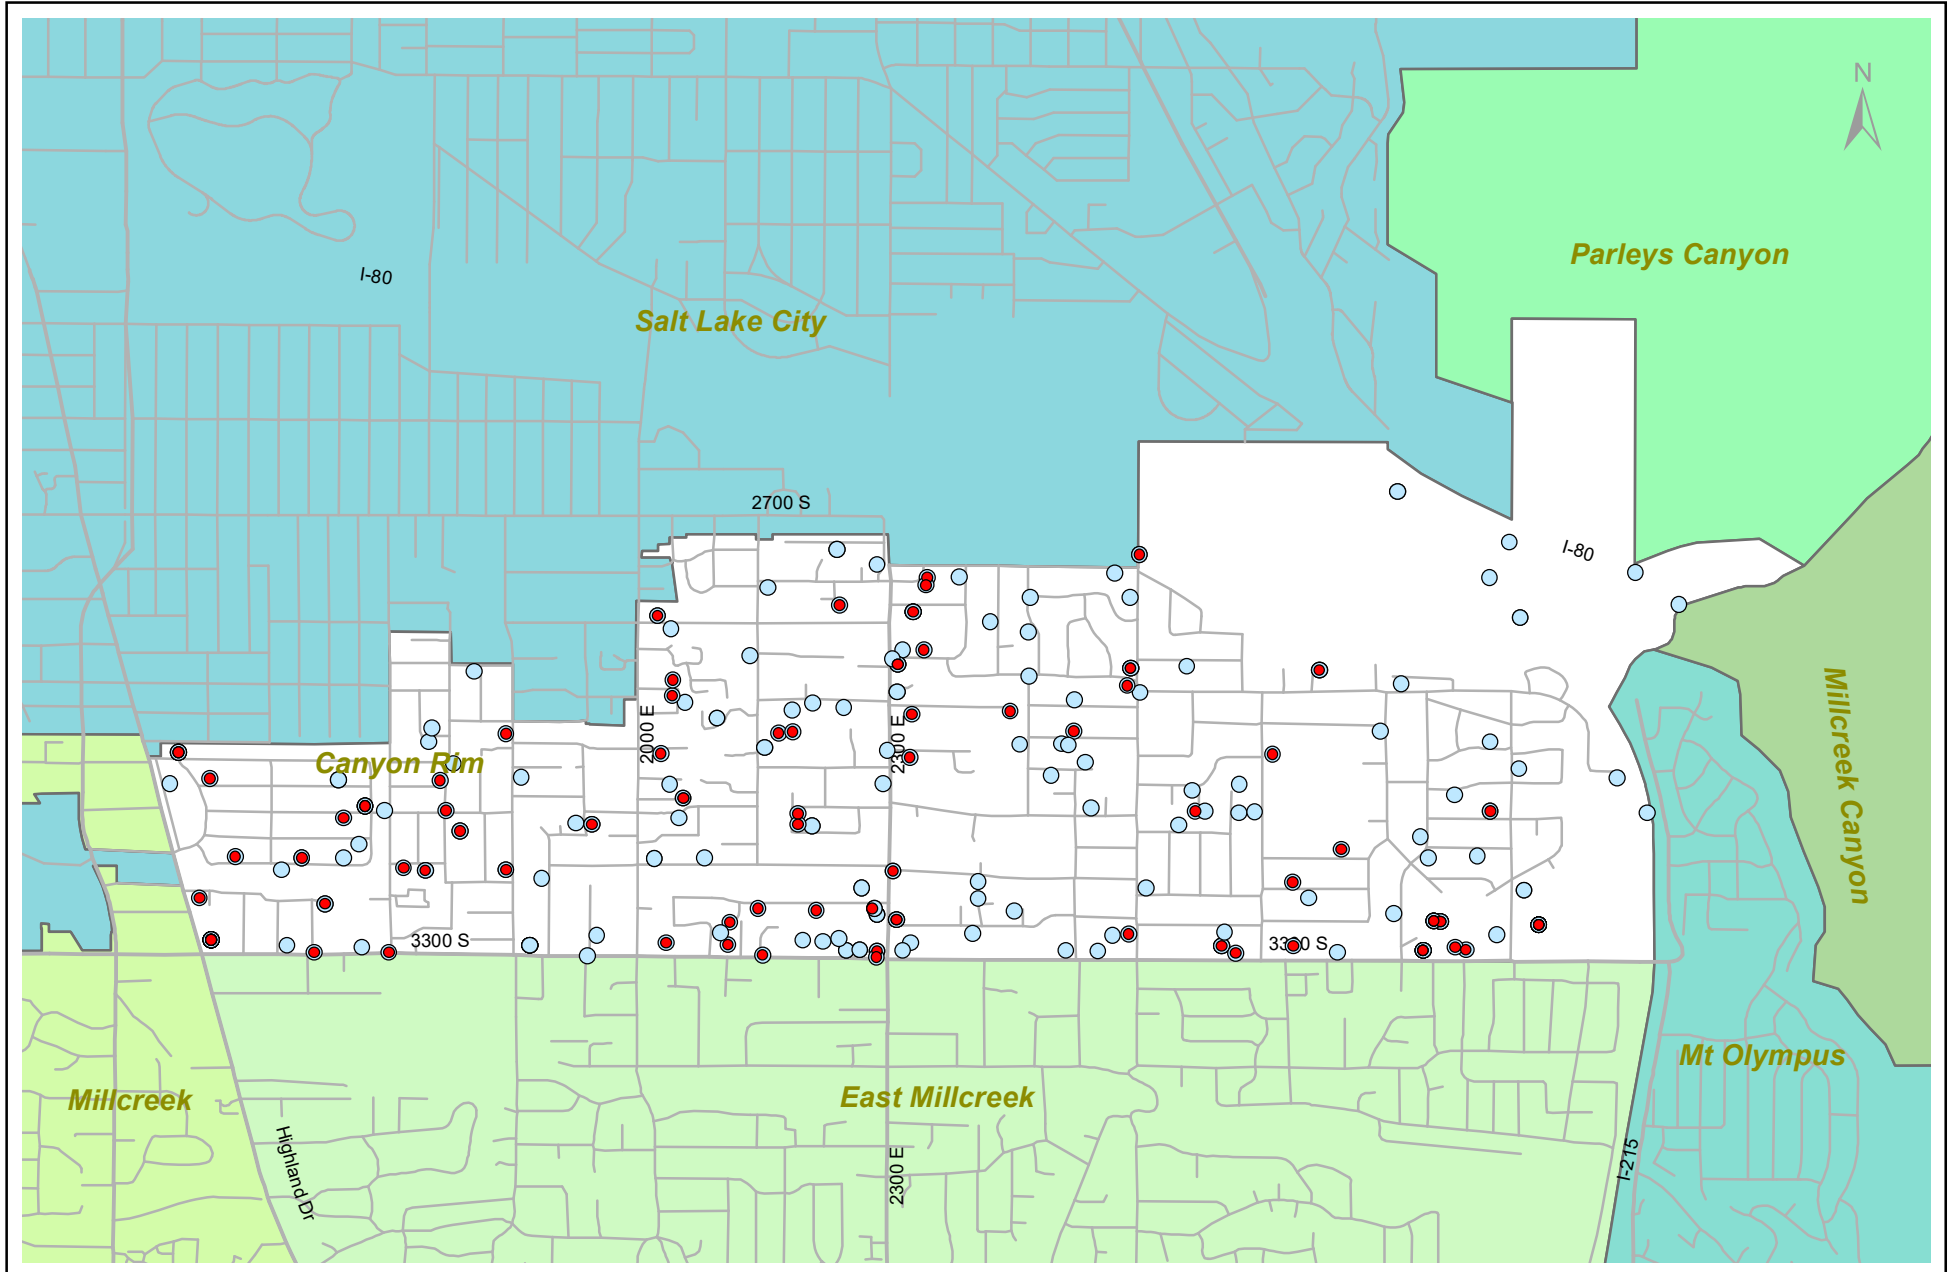 N
Parleys Canyon
I-80
Salt Lake City
2700 S
I-80
2000 E
2300 E
Canyon Rim
Millcreek Canyon
3300 S
3300 S
Mt Olympus
Millcreek
East Millcreek
Highland Dr
2300 E
I-215